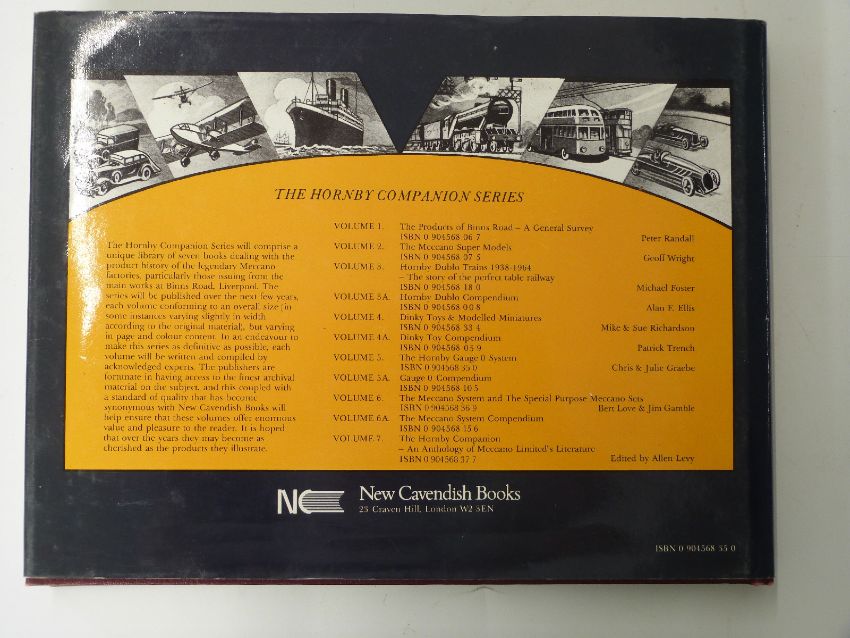 THE HORNBY COMPANION SERIES
The Hornby Companion Series will comprise a
unique library of seven books dealing with the
product history of the legendary Meccano
factories, particularly those issuing from the
main works at Binns Road, Liverpool. The
series will be published over the next few years,
each volume conforming to an overall size (in
some instances varying slightly in width
according to the original material), but varying
in page and colour content. In an endeavour to
make this series as definitive as possible, each
volume will be written and compiled by
acknowledged experts. The publishers are
fortunate in having access to the finest archival
material on the subject, and this coupled with
a standard of quality that has become
synonymous with New Cavendish Books will
help ensure that these volumes offer enormous
value and pleasure to the reader. It is hoped
that over the years they may become as
cherished as the products they illustrate.
VOLUME 1. The Products of Binns Road – A General Survey
ISBN 0 904568 06 7 Peter Randall
VOLUME 2. The Meccano Super Models
ISBN 0 904568 07 5 Geoff Wright
VOLUME 3. Hornby Dublo Trains 1938-1964
– The story of the perfect table railway
ISBN 0 904568 18 0 Michael Foster
VOLUME 3A. Hornby Dublo Compendium
ISBN 0 904568 0 0 8 Alan F. Ellis
VOLUME 4. Dinky Toys & Modelled Miniatures
ISBN 0 904568 33 4 Mike & Sue Richardson
VOLUME 4A. Dinky Toy Compendium
ISBN 0 904568 03 9 Patrick Trench
VOLUME 5. The Hornby Gauge 0 System
ISBN 0 904568 35 0 Chris & Julie Graebe
VOLUME 5A. Gauge 0 Compendium
ISBN 0 904568 10 5
VOLUME 6. The Meccano System and The Special Purpose Meccano Sets
ISBN 0 904568 36 9 Bert Love & Jim Gamble
VOLUME 6A. The Meccano System Compendium
ISBN 0 904568 15 6
VOLUME 7. The Hornby Companion
– An Anthology of Meccano Limited's Literature
ISBN 0 904568 37 7 Edited by Allen Levy
NC
New Cavendish Books
23 Craven Hill, London W2 3EN
ISBN 0 904568 35 0